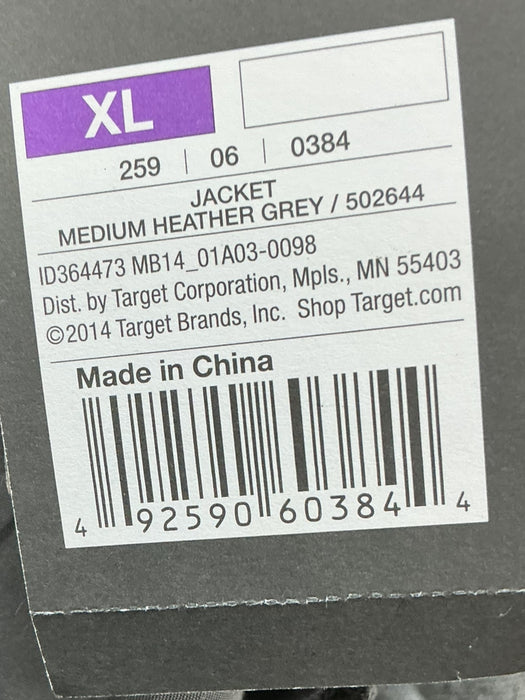 XL
259 | 06 | 0384
JACKET
MEDIUM HEATHER GREY / 502644
ID364473 MB14_01A03-0098
Dist. by Target Corporation, Mpls., MN 55403
©2014 Target Brands, Inc. Shop Target.com
Made in China
4 92590 60384 4